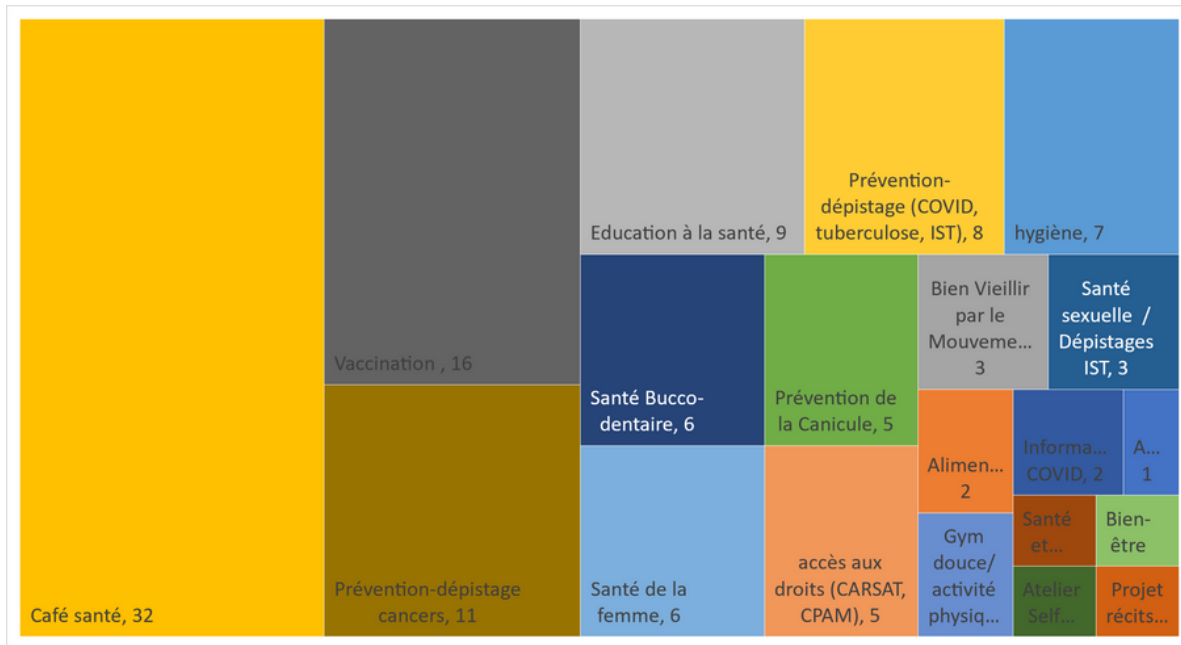 Café santé, 32
Vaccination , 16
Prévention-dépistage
cancers, 11
Education à la santé, 9
Prévention-
dépistage (COVID,
tuberculose, IST), 8
hygiène, 7
Santé Bucco-
dentaire, 6
Santé de la
femme, 6
Prévention de
la Canicule, 5
accès aux
droits (CARSAT,
CPAM), 5
Bien Vieillir
par le
Mouveme...
3
Santé
sexuelle /
Dépistages
IST, 3
Alimen...
2
Gym
douce/
activité
physiq...
Informa...
COVID, 2
A...
1
Santé
et...
Bien-
être
Atelier
Self...
Projet
récits...